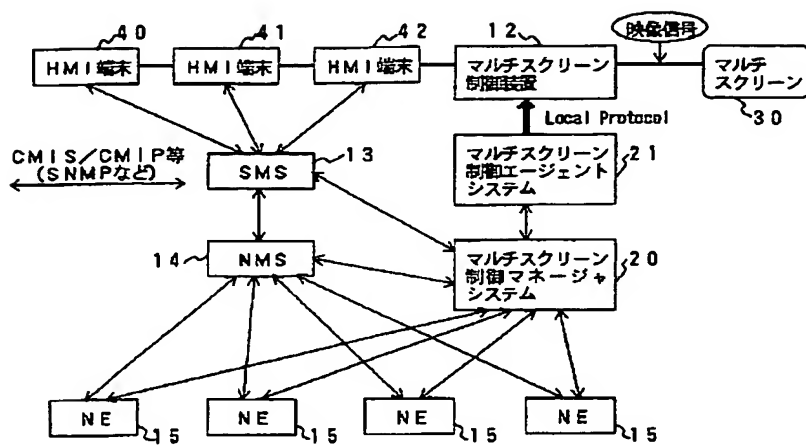 40
41
42
12
映像信号
HMI端末
HMI端末
HMI端末
マルチスクリーン
制御装置
マルチ
スクリーン
30
Local Protocol
CMIS/CMIP等
(SNMPなど)
13
SMS
マルチスクリーン
制御エージェント
システム
21
14
NMS
マルチスクリーン
制御マネージャ
システム
20
NE
15
NE
15
NE
15
NE
15